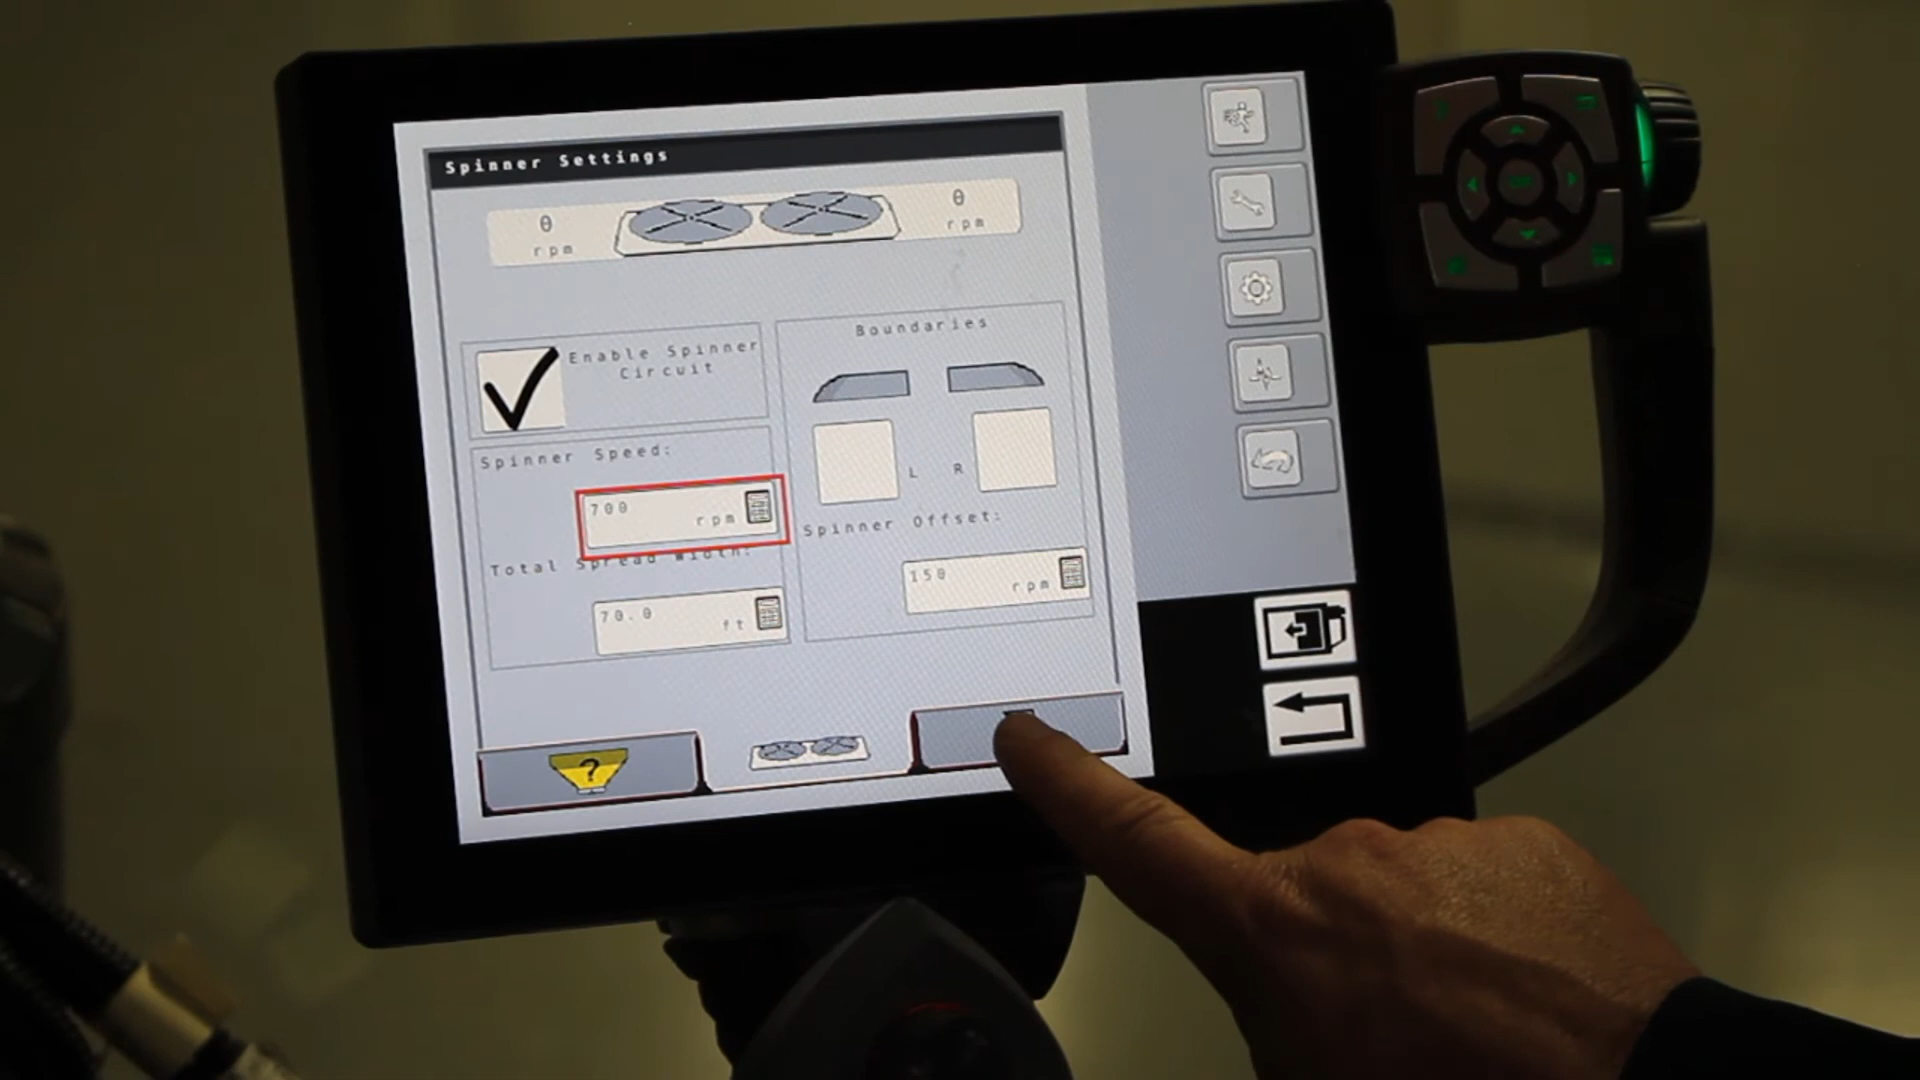 Spinner Settings
0
rpm
0
rpm
Enable Spinner
Circuit
Boundaries
L R
Spinner Speed:
700
rpm
Total Spread Width:
70.0
ft
Spinner Offset:
150
rpm
?
OK